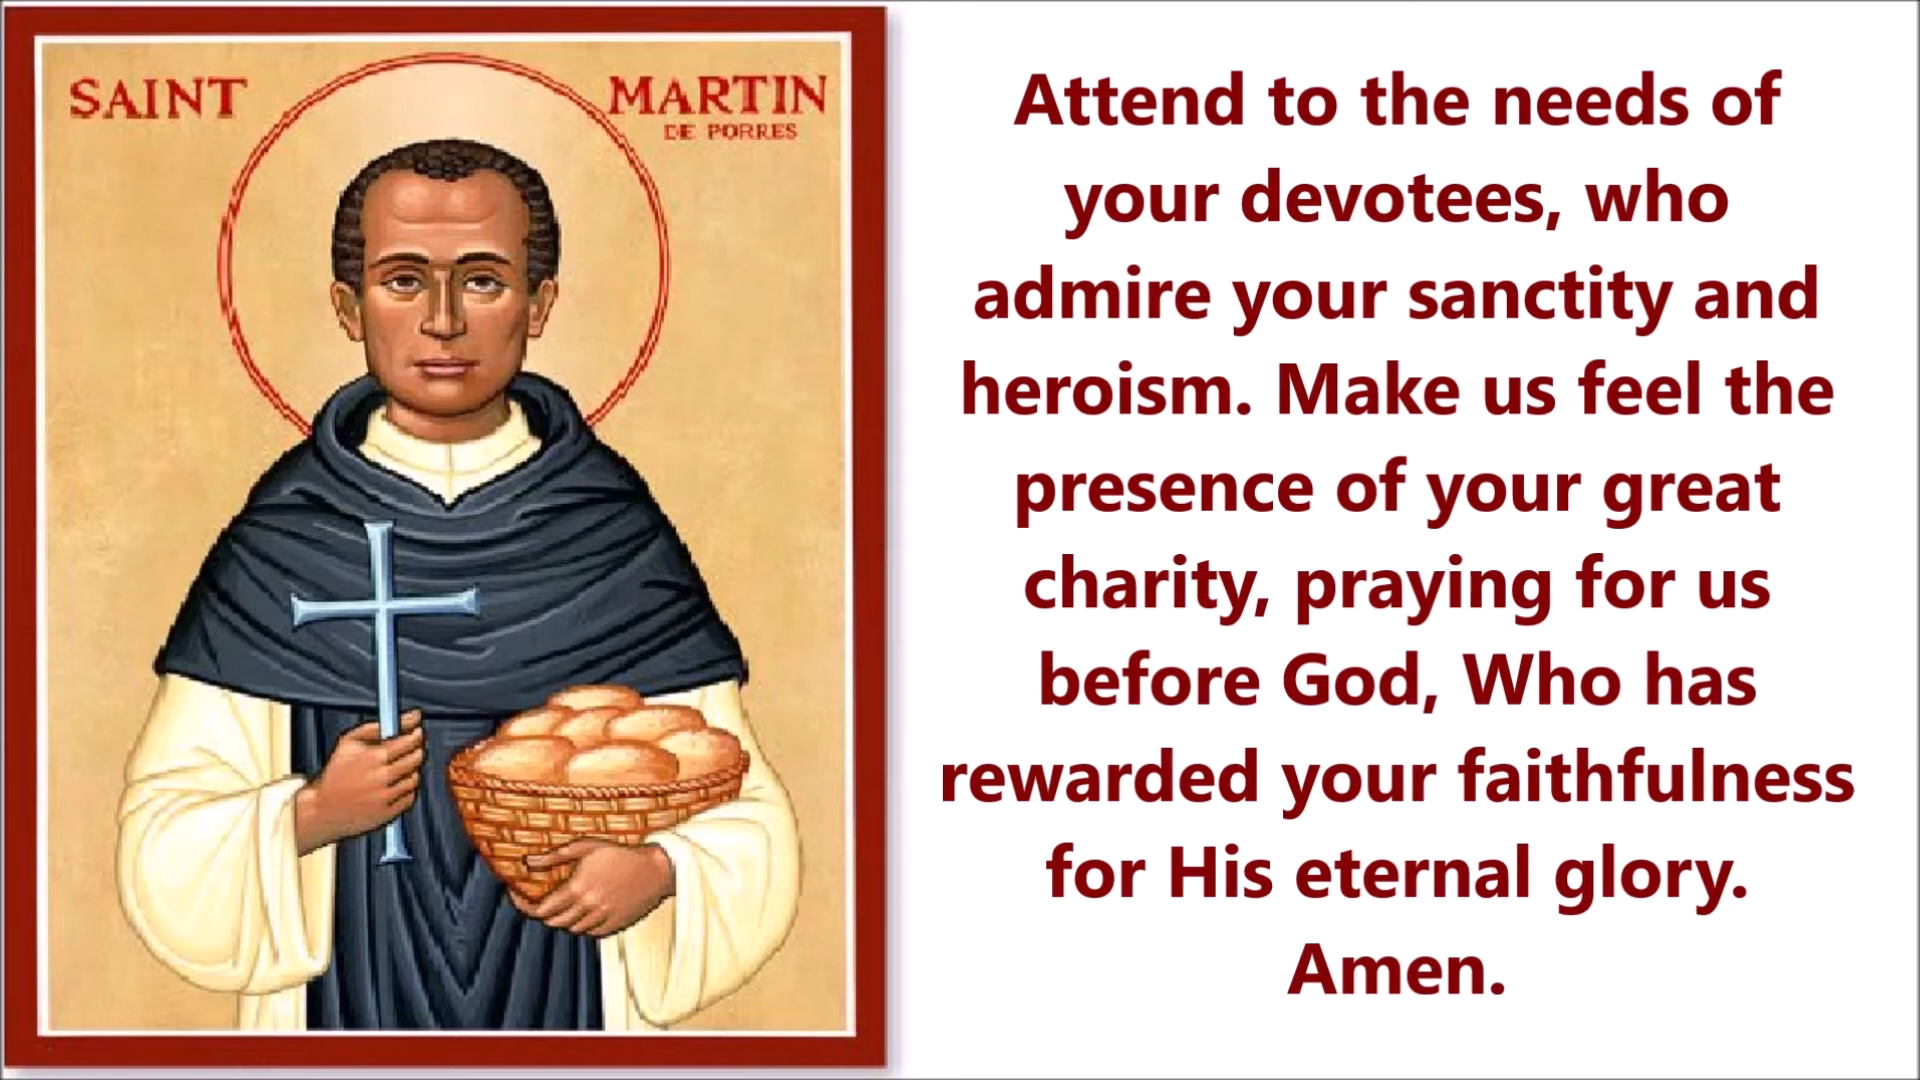 SAINT
MARTIN
DE PORRES
Attend to the needs of
your devotees, who
admire your sanctity and
heroism. Make us feel the
presence of your great
charity, praying for us
before God, Who has
rewarded your faithfulness
for His eternal glory.
Amen.